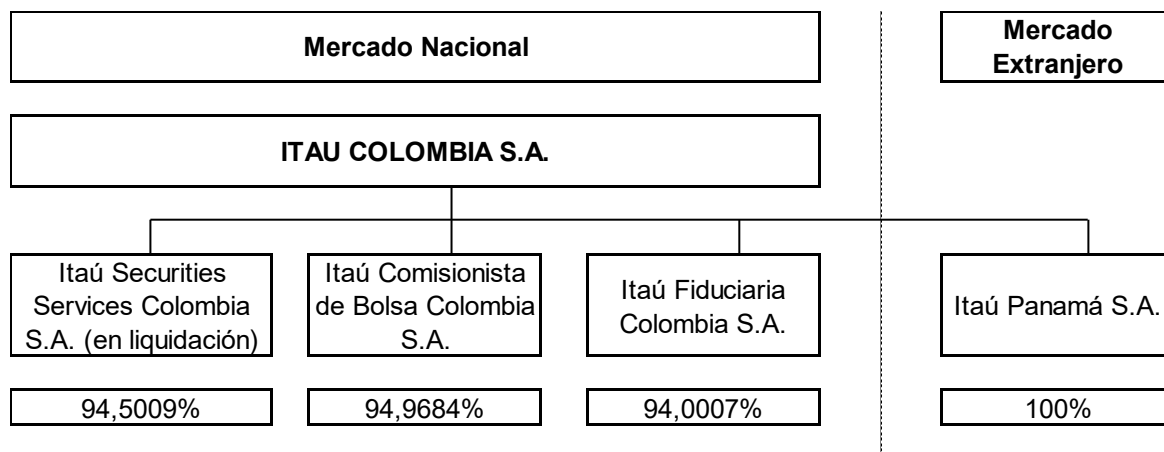 Mercado Nacional
Mercado
Extranjero
ITAU COLOMBIA S.A.
Itaú Securities
Services Colombia
S.A. (en liquidación)
Itaú Comisionista
de Bolsa Colombia
S.A.
Itaú Fiduciaria
Colombia S.A.
Itaú Panamá S.A.
94,5009%
94,9684%
94,0007%
100%